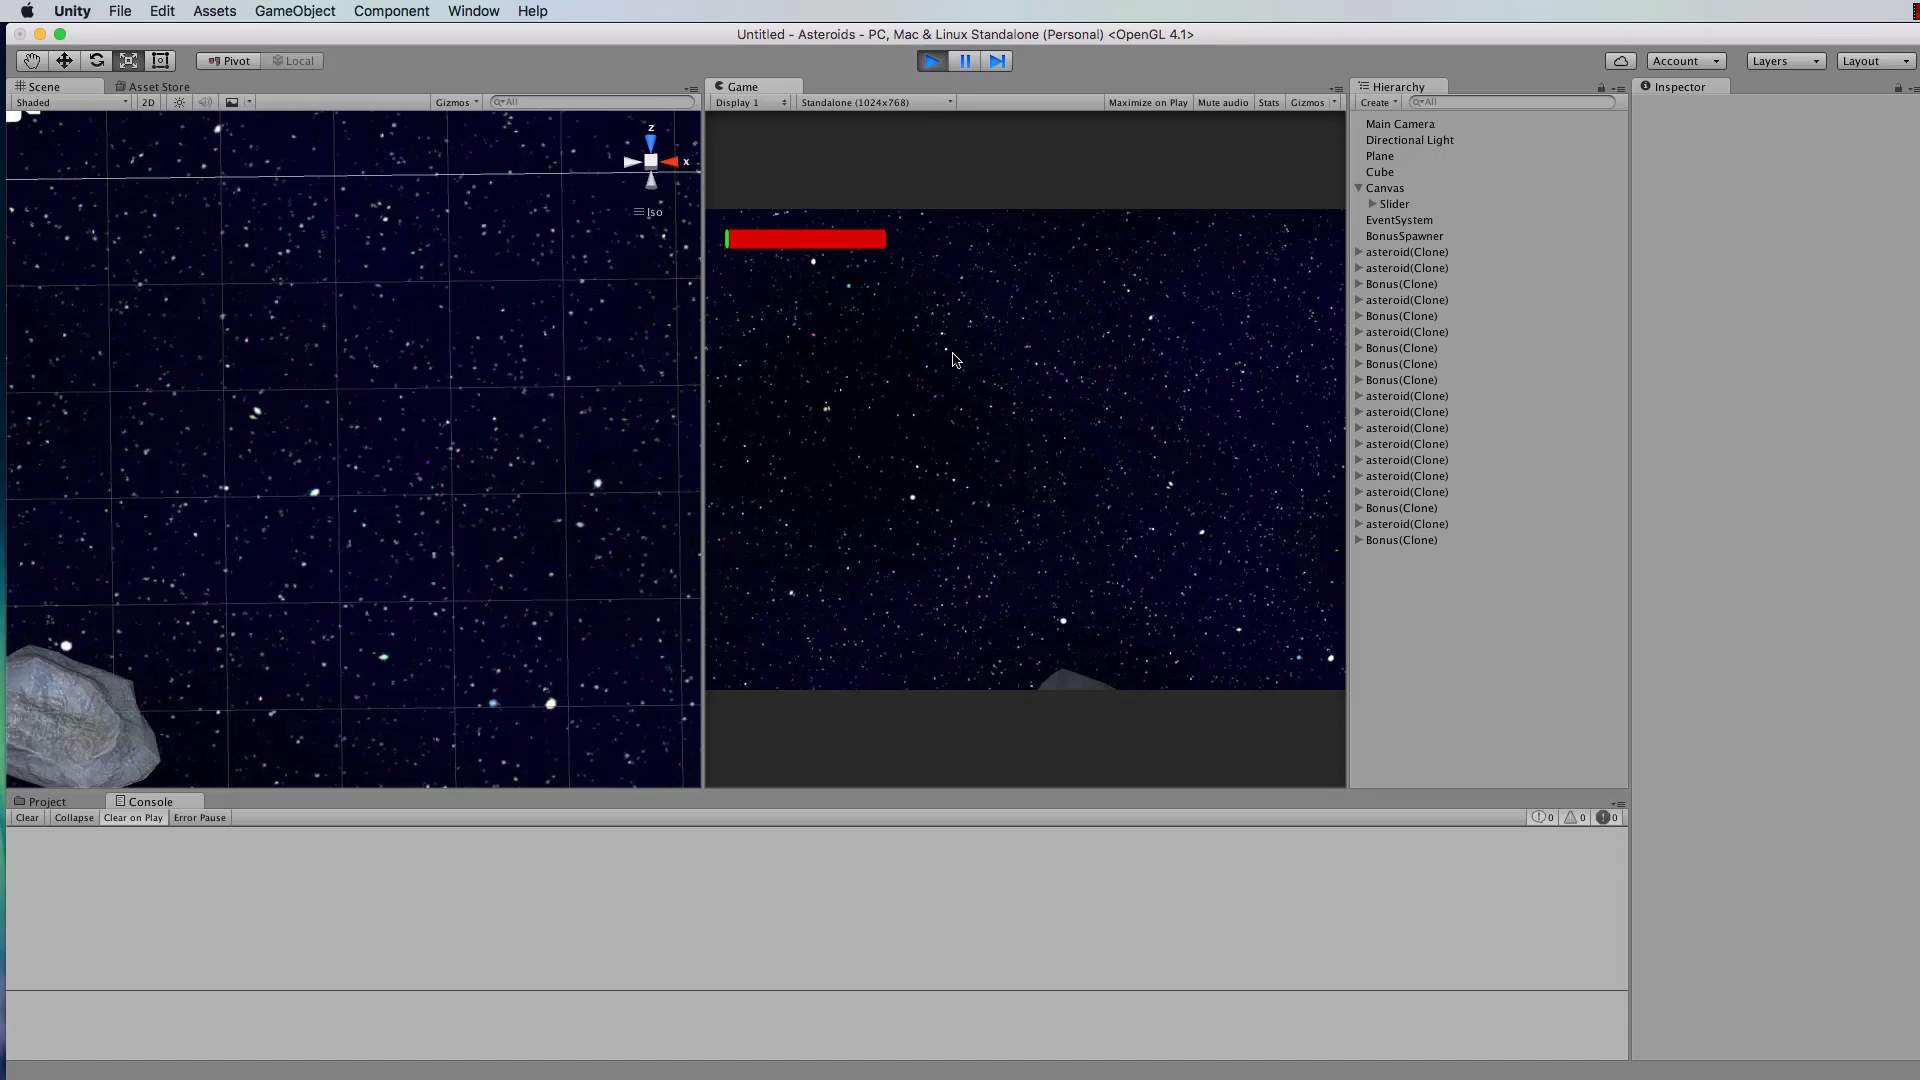 Unity File Edit Assets GameObject Component Window Help
Untitled - Asteroids - PC, Mac & Linux Standalone (Personal) <OpenGL 4.1>
Pivot Local Account Layers Layout
Scene Asset Store Game Hierarchy Inspector
Shaded 2D Gizmos All Display 1 Standalone (1024x768) Maximize on Play Mute audio Stats Gizmos Create All
z
x
Iso
Main Camera
Directional Light
Plane
Cube
Canvas
Slider
EventSystem
BonusSpawner
asteroid(Clone)
asteroid(Clone)
Bonus(Clone)
asteroid(Clone)
Bonus(Clone)
asteroid(Clone)
Bonus(Clone)
Bonus(Clone)
Bonus(Clone)
asteroid(Clone)
asteroid(Clone)
asteroid(Clone)
asteroid(Clone)
asteroid(Clone)
asteroid(Clone)
asteroid(Clone)
Bonus(Clone)
asteroid(Clone)
Bonus(Clone)
Project Console
Clear Collapse Clear on Play Error Pause 0 0 0